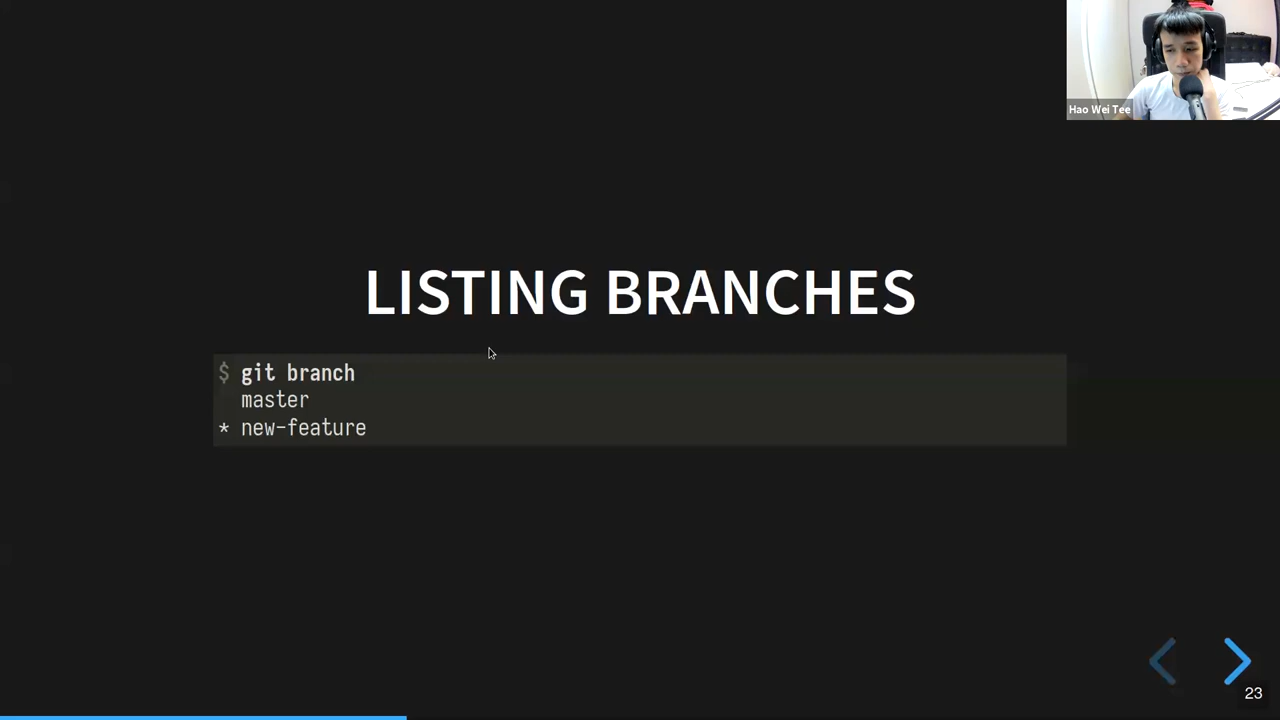 Hao Wei Tee
LISTING BRANCHES
$ git branch
master
* new-feature
23